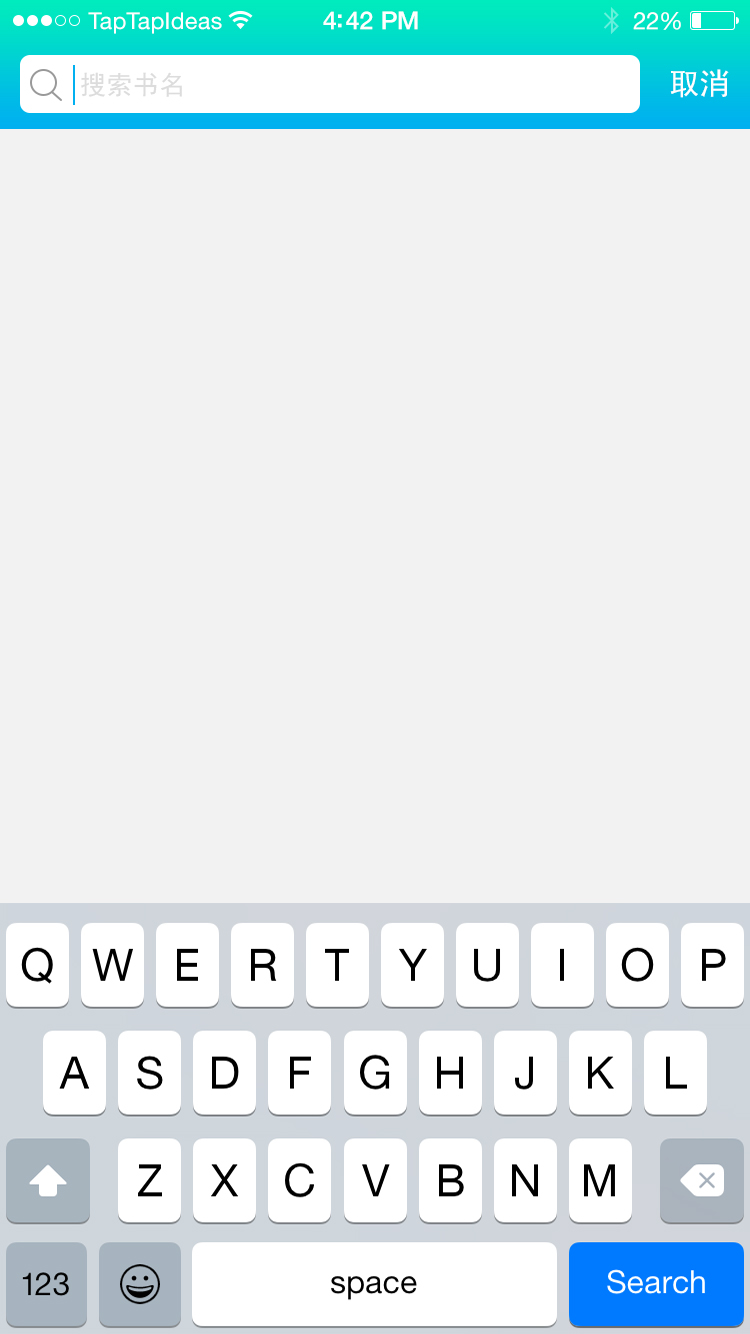 TapTapIdeas 4:42 PM 22%
搜索书名 取消
Q W E R T Y U I O P
A S D F G H J K L
Z X C V B N M
123 space Search